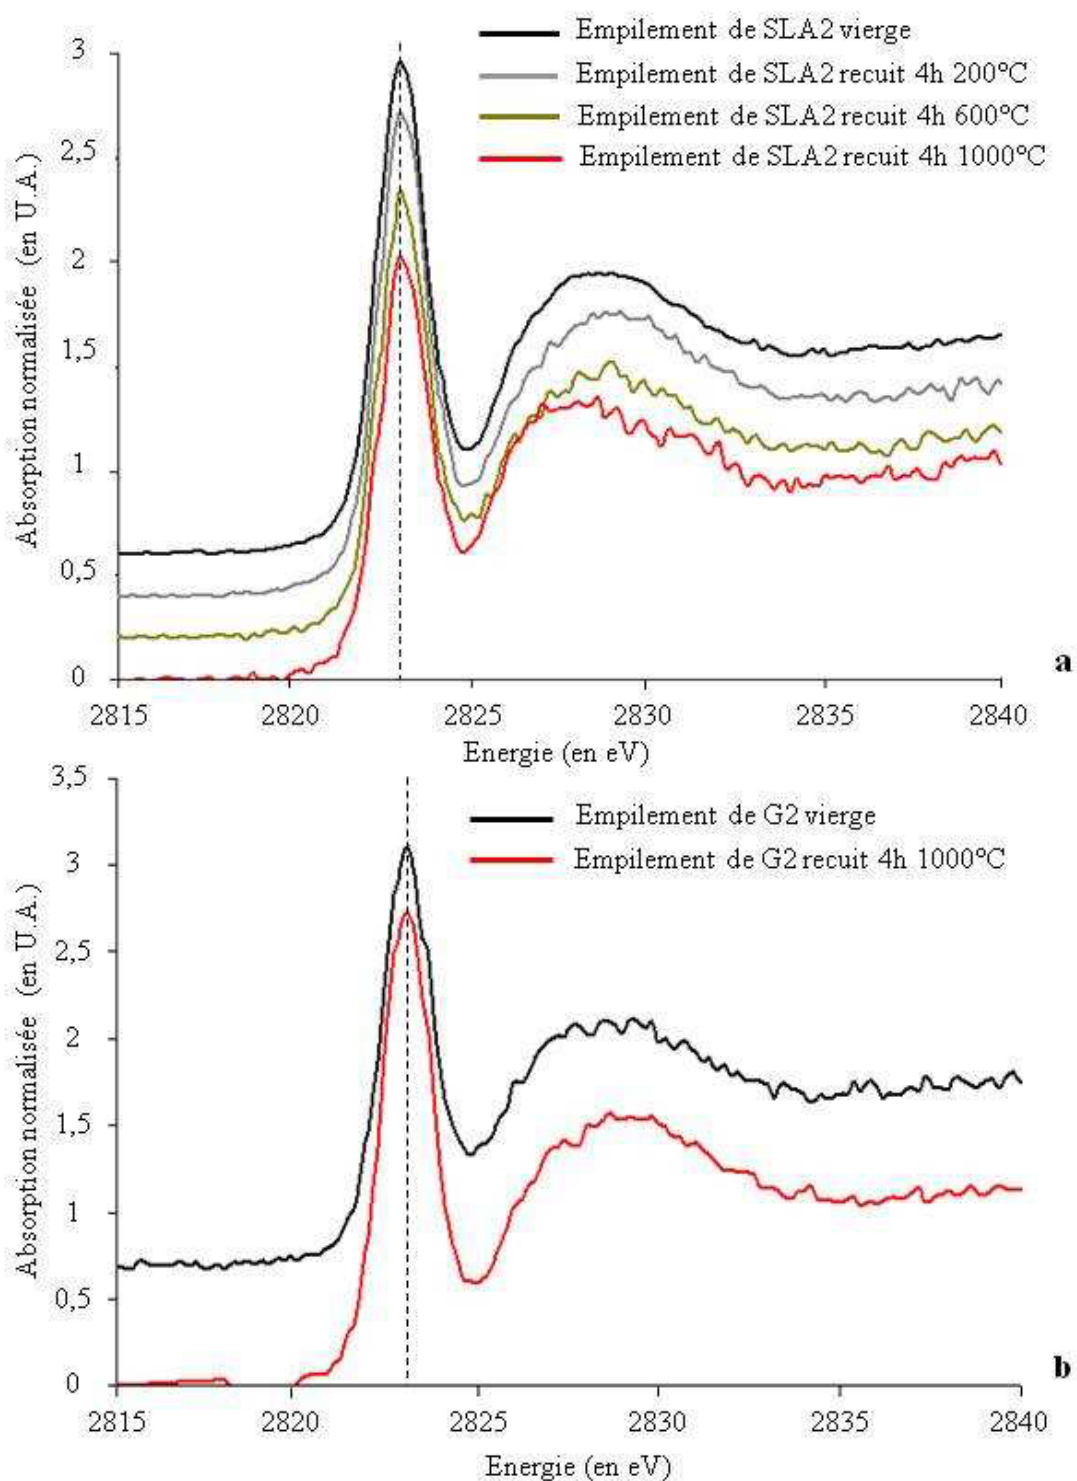 Empilement de SLA2 vierge
Empilement de SLA2 recuit 4h 200°C
Empilement de SLA2 recuit 4h 600°C
Empilement de SLA2 recuit 4h 1000°C
Absorption normalisée (en U.A.)
3
2,5
2
1,5
1
0,5
0
2815
2820
2825
2830
2835
2840
Energie (en eV)
a
Empilement de G2 vierge
Empilement de G2 recuit 4h 1000°C
Absorption normalisée (en U.A.)
3,5
3
2,5
2
1,5
1
0,5
0
2815
2820
2825
2830
2835
2840
Energie (en eV)
b